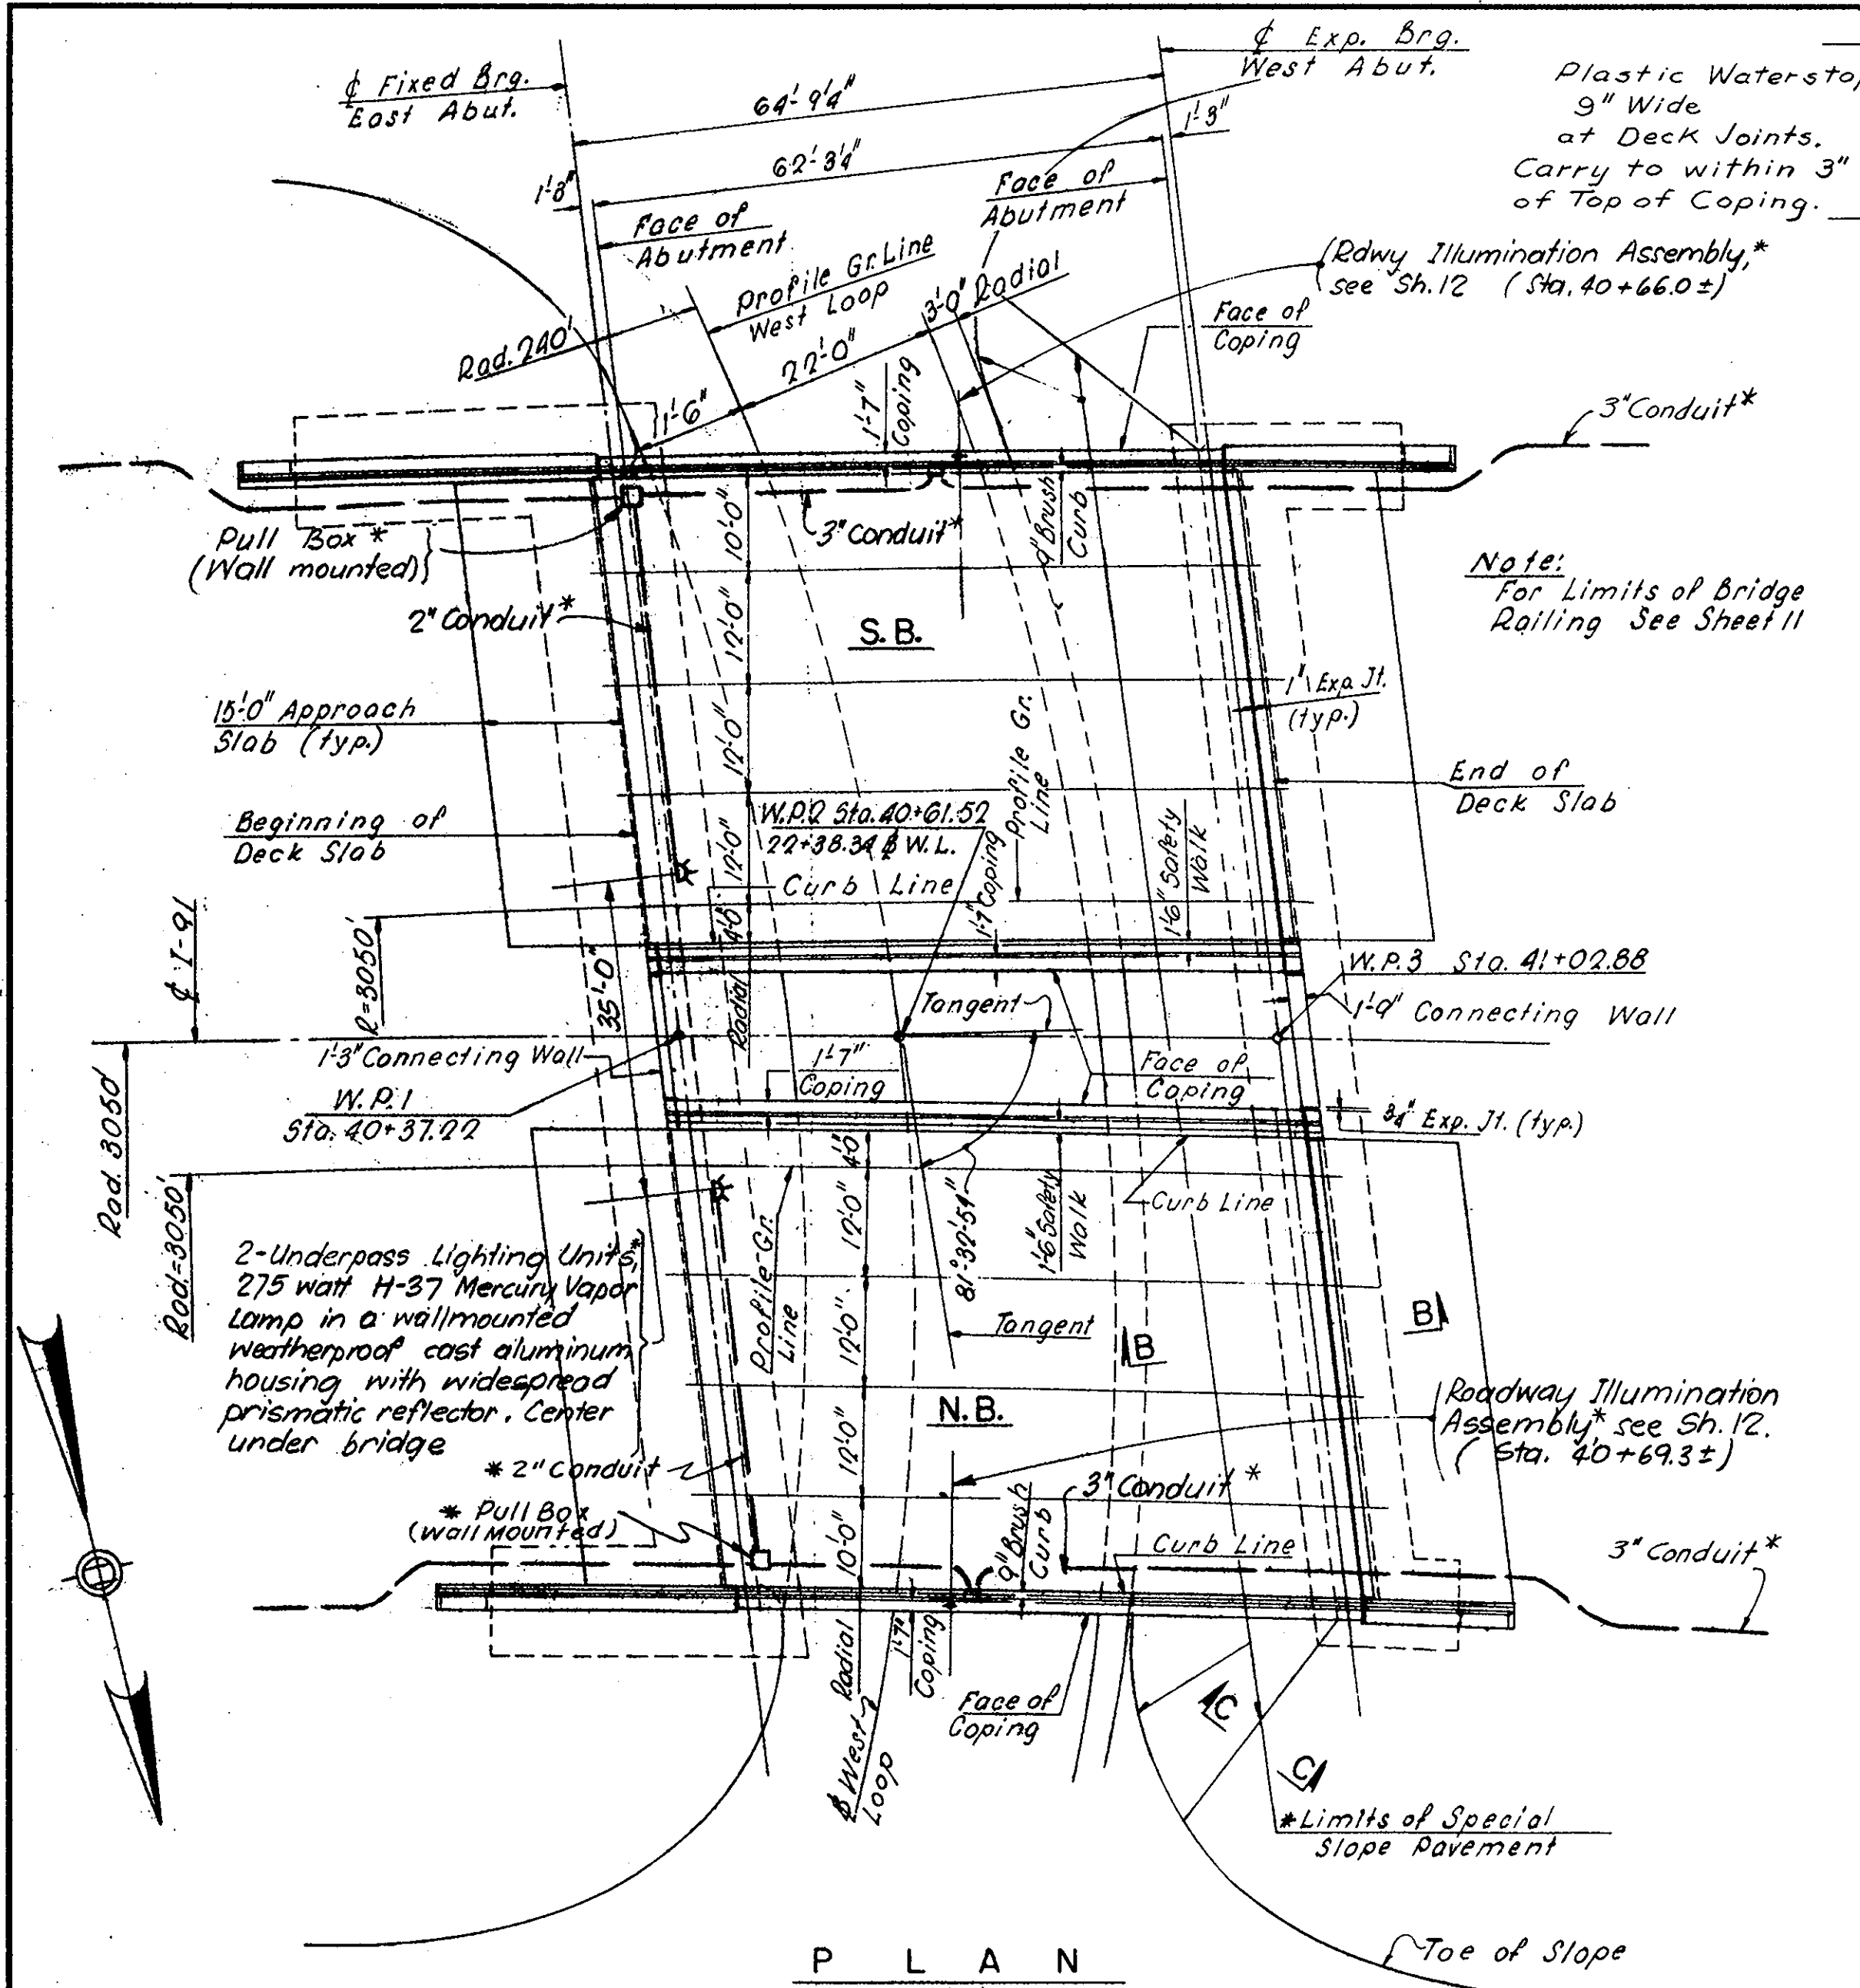 ₵ Fixed Brg.
East Abut.
₵ Exp. Brg.
West Abut.
64'-9¼"
62'-3¼"
1'-3"
1'-3"
Plastic Watersto
9" Wide
at Deck Joints.
Carry to within 3"
of Top of Coping.
Face of
Abutment
Face of
Abutment
Profile Gr. Line
West Loop
Rad. 240'
1'-6"
22'-0"
3'-0" Radial
1'-7"
Coping
Rdwy Illumination Assembly,*
see Sh. 12 (Sta. 40+66.0±)
Face of
Coping
3" Conduit*
Pull Box *
(Wall mounted)
3" Conduit*
9" Brush
Curb
2" Conduit*
10'-0"
12'-0"
12'-0"
12'-0"
4'-0"
Radial
S.B.
Note:
For Limits of Bridge
Railing See Sheet 11
15'-0" Approach
Slab (typ.)
1" Exp. Jt.
(typ.)
Profile Gr.
Line
End of
Deck Slab
Beginning of
Deck Slab
W.P.2 Sta. 40+61.52
22+38.34 ₿ W.L.
Curb Line
1'-7" Coping
1'-6" Safety
Walk
₵ I-91
R=3050'
35'-0"
W.P.3 Sta. 41+02.88
1'-9" Connecting Wall
Tangent
1'-3" Connecting Wall
W.P.1
Sta. 40+37.22
1'-7"
Coping
Face of
Coping
¾" Exp. Jt. (typ.)
Rad. 3050'
Rad.=3050'
4'-0"
12'-0"
12'-0"
12'-0"
10'-0"
Radial
81°-32'-54"
1'-6" Safety
Walk
Curb Line
2-Underpass Lighting Units,*
275 watt H-37 Mercury Vapor
Lamp in a wallmounted
weatherproof cast aluminum
housing with widespread
prismatic reflector. Center
under bridge
Profile Gr.
Line
Tangent
B
B
N.B.
Roadway Illumination
Assembly* see Sh. 12.
(Sta. 40+69.3±)
* 2" Conduit
* Pull Box
(Wall Mounted)
9" Brush
Curb
3" Conduit *
Curb Line
3" Conduit*
1'-7"
Coping
Face of
Coping
₿ West
Loop
C
C
*Limits of Special
Slope Pavement
Toe of Slope
PLAN